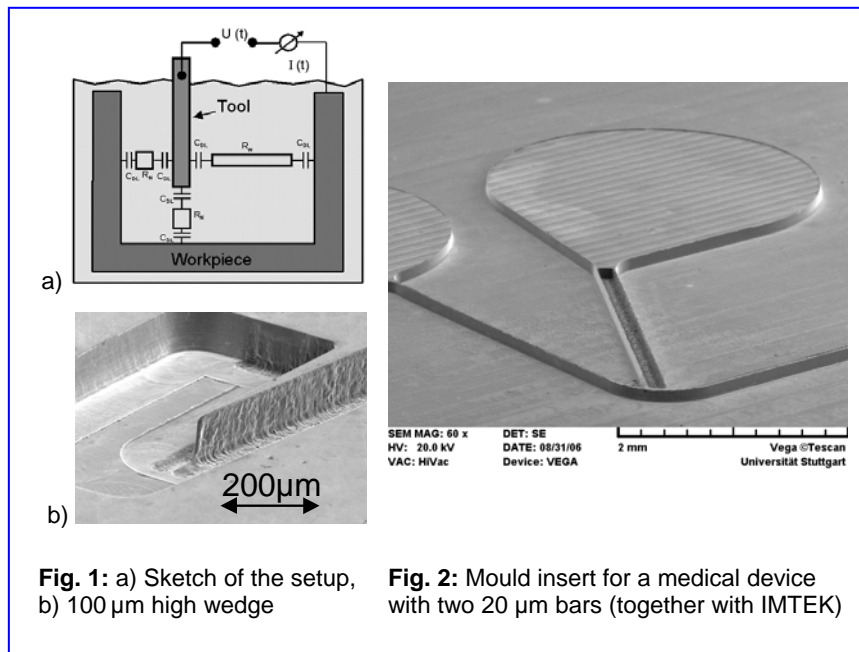 U (t)
I (t)
Tool
C_DL
R_W
C_DL
C_DL
R_W
C_DL
C_DL
R_W
C_DL
Workpiece
a)
200µm
b)
SEM MAG: 60 x
HV: 20.0 kV
VAC: HiVac
DET: SE
DATE: 08/31/06
Device: VEGA
2 mm
Vega ©Tescan
Universität Stuttgart
Fig. 1: a) Sketch of the setup,
b) 100 µm high wedge
Fig. 2: Mould insert for a medical device
with two 20 µm bars (together with IMTEK)